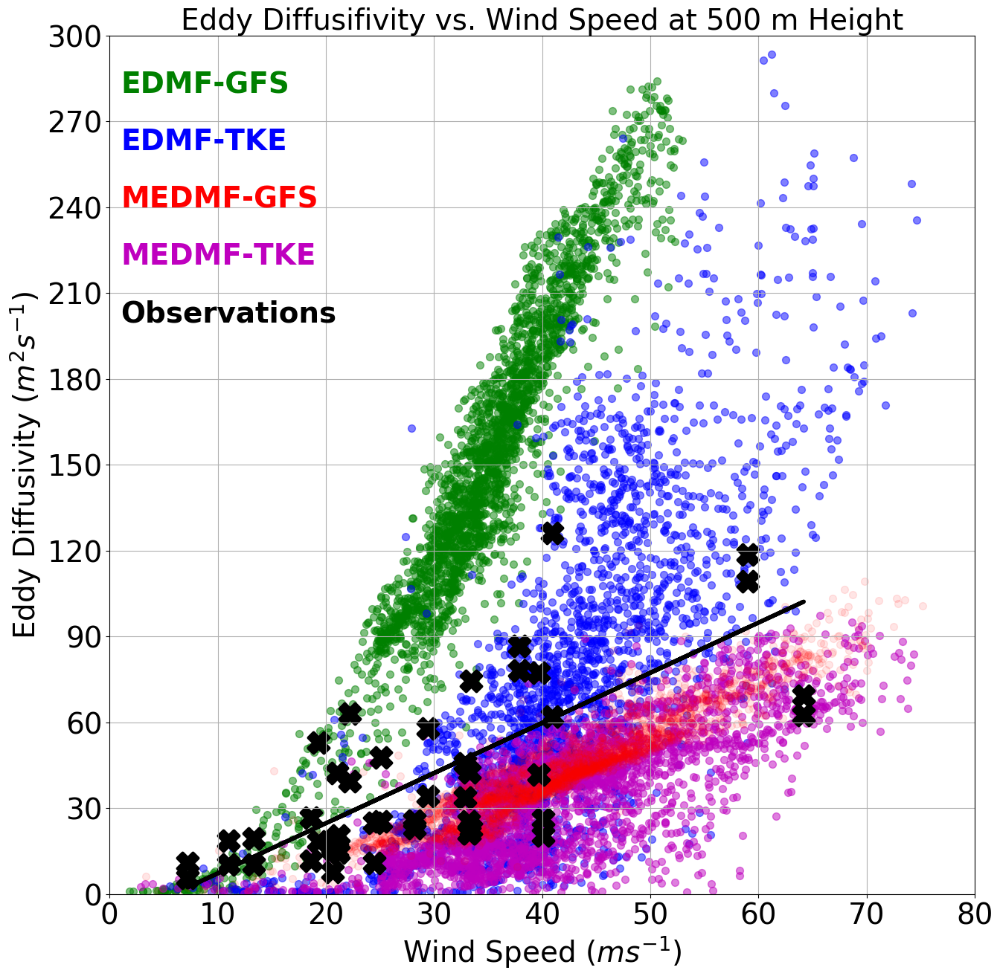 Eddy Diffusifivity vs. Wind Speed at 500 m Height
300
270
240
210
180
150
120
90
60
30
0
EDMF-GFS
EDMF-TKE
MEDMF-GFS
MEDMF-TKE
Observations
Eddy Diffusivity (m²s⁻¹)
0 10 20 30 40 50 60 70 80
Wind Speed (ms⁻¹)